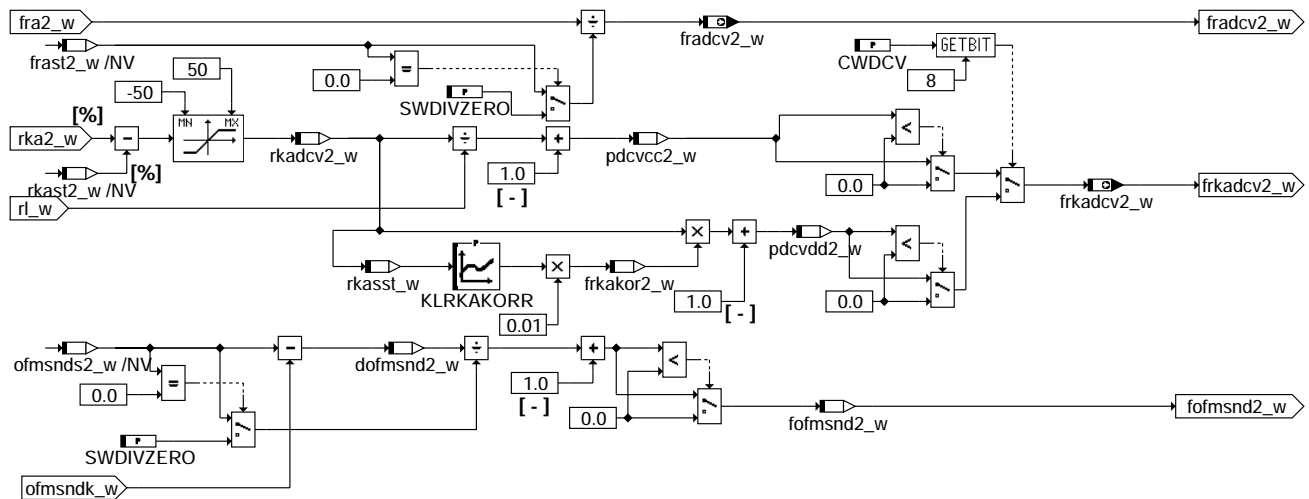 fra2_w
fradcv2_w
fradcv2_w
frast2_w /NV
P
CWDCV
GETBIT
8
50
-50
0.0
=
P
SWDIVZERO
[%]
rka2_w
-
MN
MX
rkadcv2_w
÷
+
pdcvcc2_w
<
[%]
rkast2_w /NV
1.0
[ - ]
0.0
rl_w
frkadcv2_w
frkadcv2_w
P
rkasst_w
KLRKAKORR
×
frkakor2_w
×
+
pdcvdd2_w
<
0.01
1.0
[ - ]
0.0
ofmsnds2_w /NV
-
dofmsnd2_w
÷
+
<
0.0
=
1.0
[ - ]
0.0
P
SWDIVZERO
fofmsnd2_w
fofmsnd2_w
ofmsndk_w